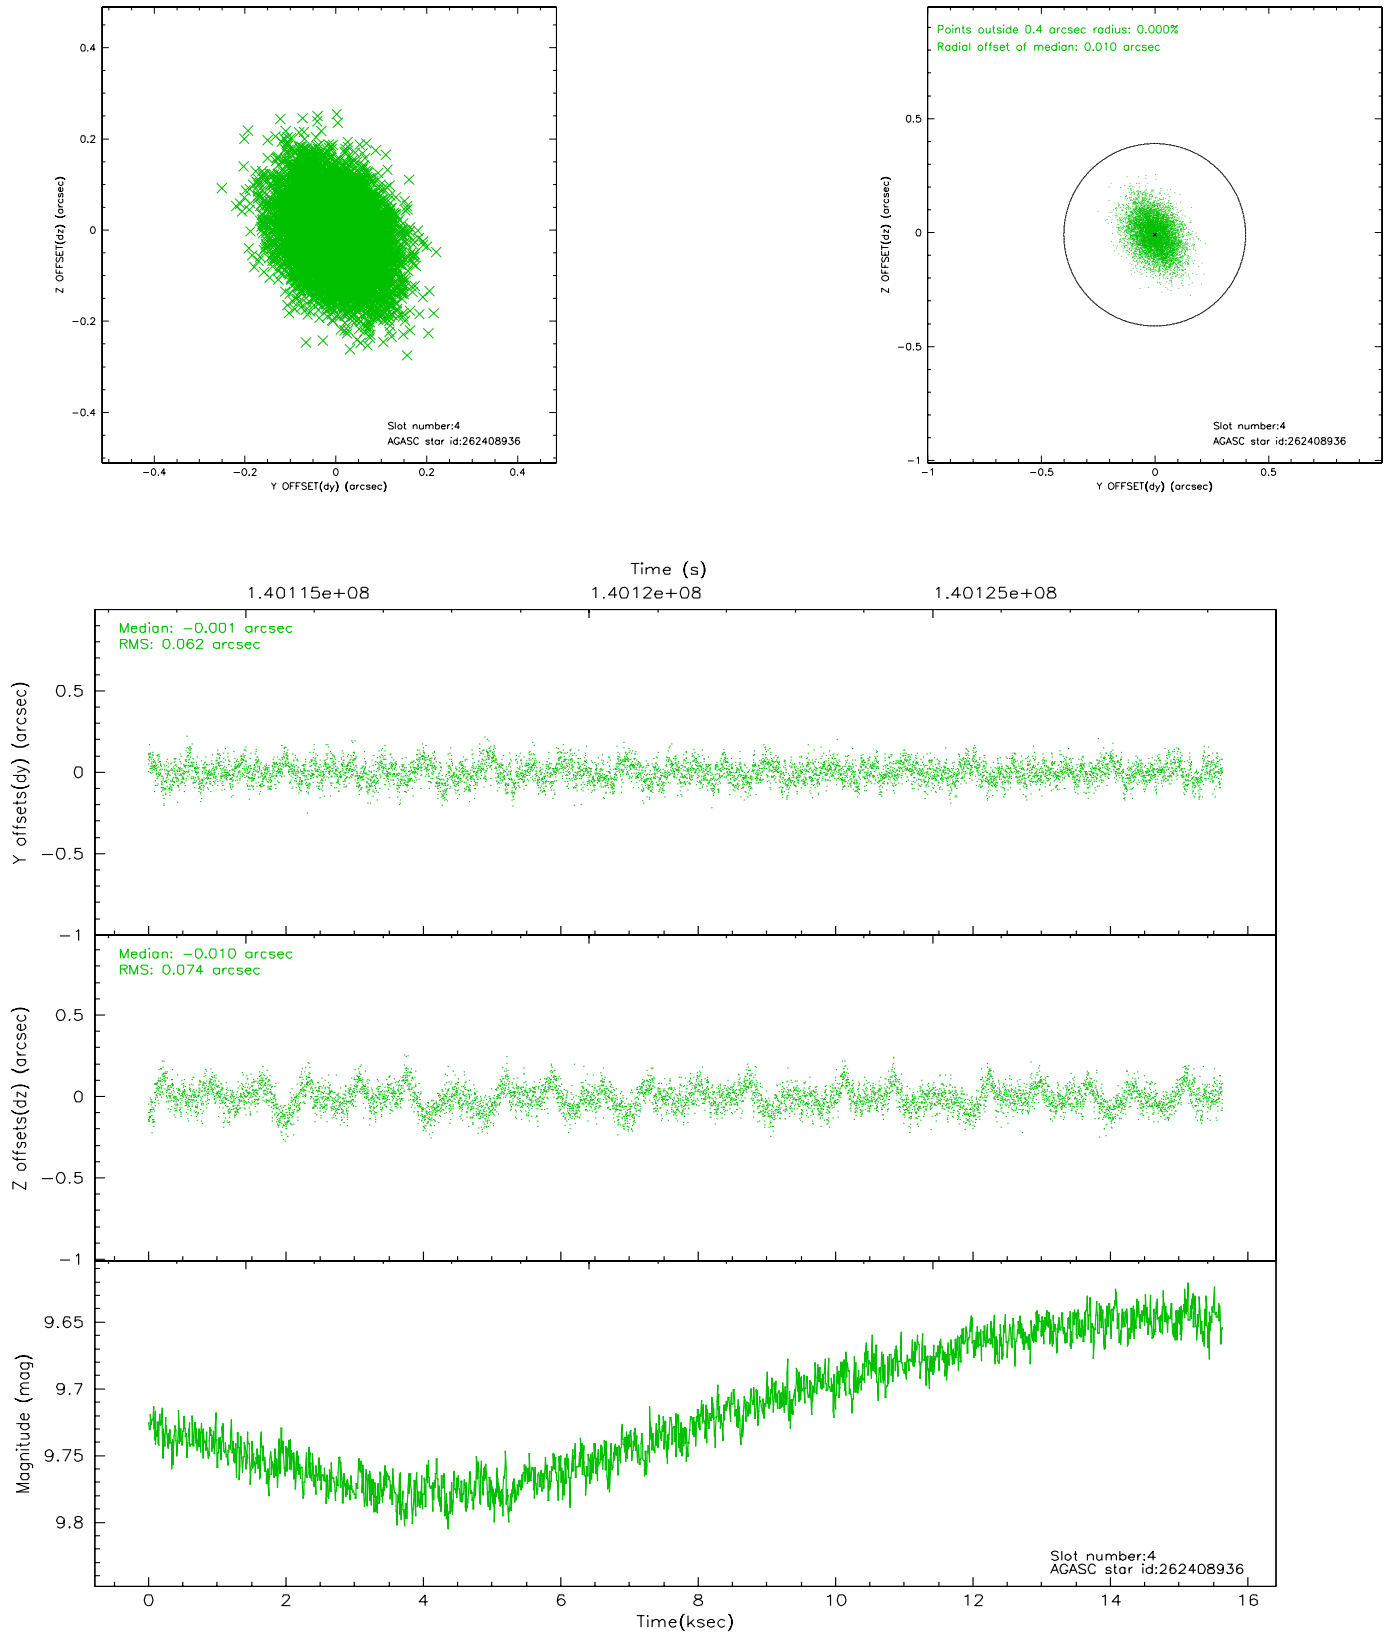 0.4
0.2
0
-0.2
-0.4
Z OFFSET(dz) (arcsec)
Slot number:4
AGASC star id:262408936
-0.4 -0.2 0 0.2 0.4
Y OFFSET(dy) (arcsec)
Points outside 0.4 arcsec radius: 0.000%
Radial offset of median: 0.010 arcsec
0.5
0
-0.5
-1
Z OFFSET(dz) (arcsec)
Slot number:4
AGASC star id:262408936
-1 -0.5 0 0.5
Y OFFSET(dy) (arcsec)
Time (s)
1.40115e+08 1.4012e+08 1.40125e+08
Median: -0.001 arcsec
RMS: 0.062 arcsec
0.5
0
-0.5
-1
Y offsets(dy) (arcsec)
Median: -0.010 arcsec
RMS: 0.074 arcsec
0.5
0
-0.5
-1
Z offsets(dz) (arcsec)
9.65
9.7
9.75
9.8
Magnitude (mag)
Slot number:4
AGASC star id:262408936
0 2 4 6 8 10 12 14 16
Time(ksec)